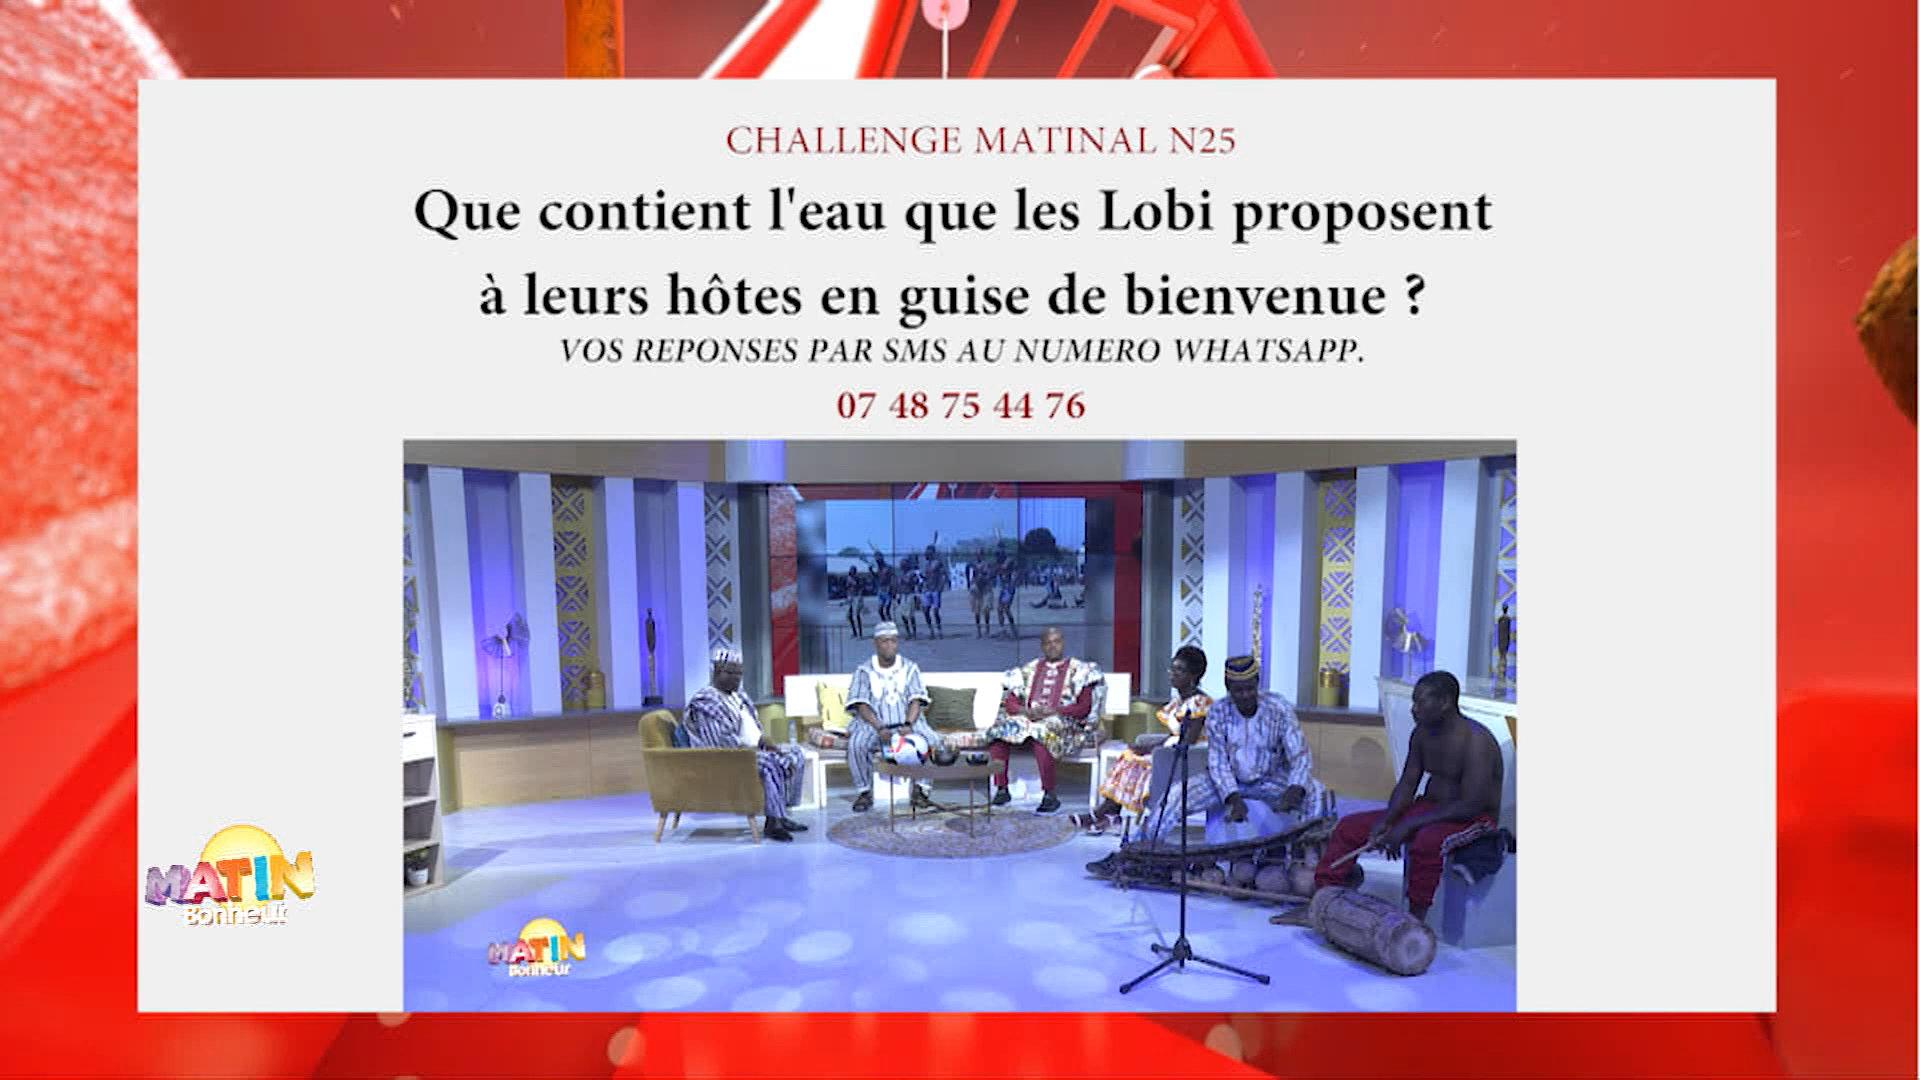 CHALLENGE MATINAL N25
Que contient l'eau que les Lobi proposent
à leurs hôtes en guise de bienvenue ?
VOS REPONSES PAR SMS AU NUMERO WHATSAPP.
07 48 75 44 76
MATIN
Bonheur
MATIN
Bonheur